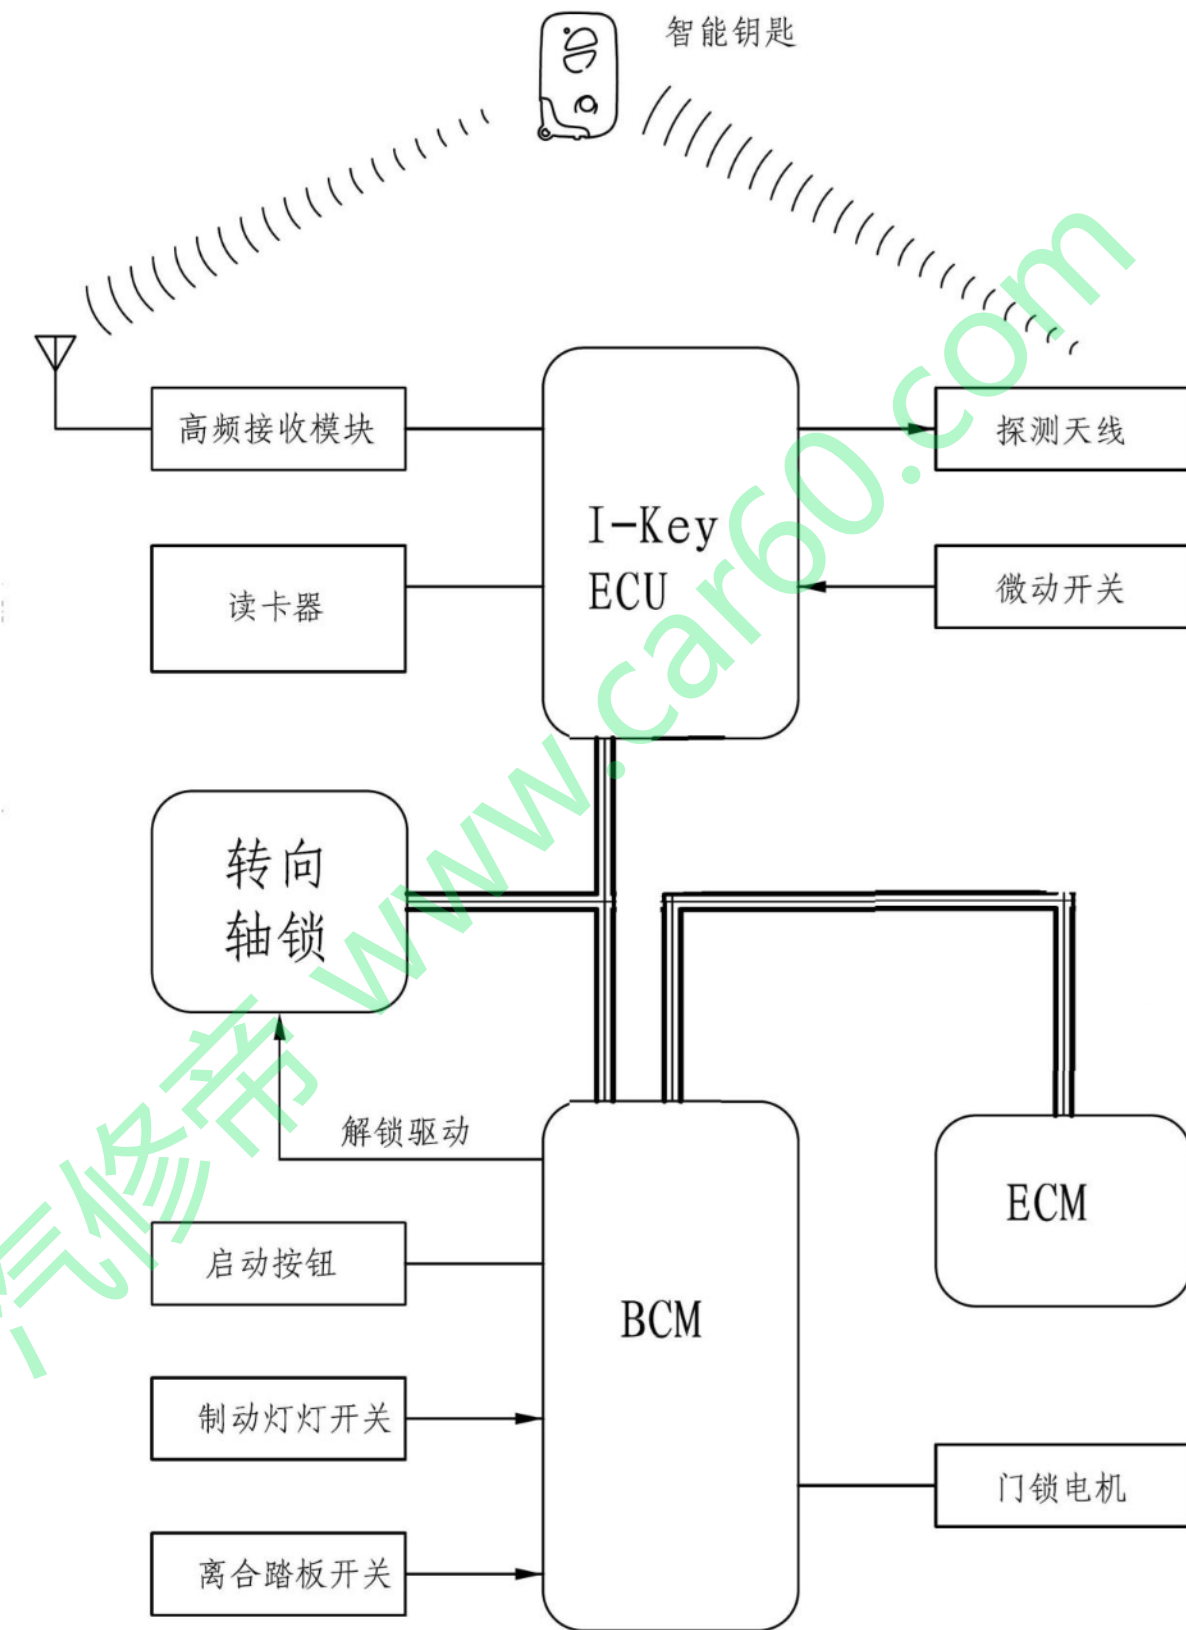 智能钥匙
高频接收模块
探测天线
I-Key
ECU
读卡器
微动开关
转向
轴锁
解锁驱动
启动按钮
ECM
BCM
制动灯灯开关
门锁电机
离合踏板开关
汽修帝 www.car60.com